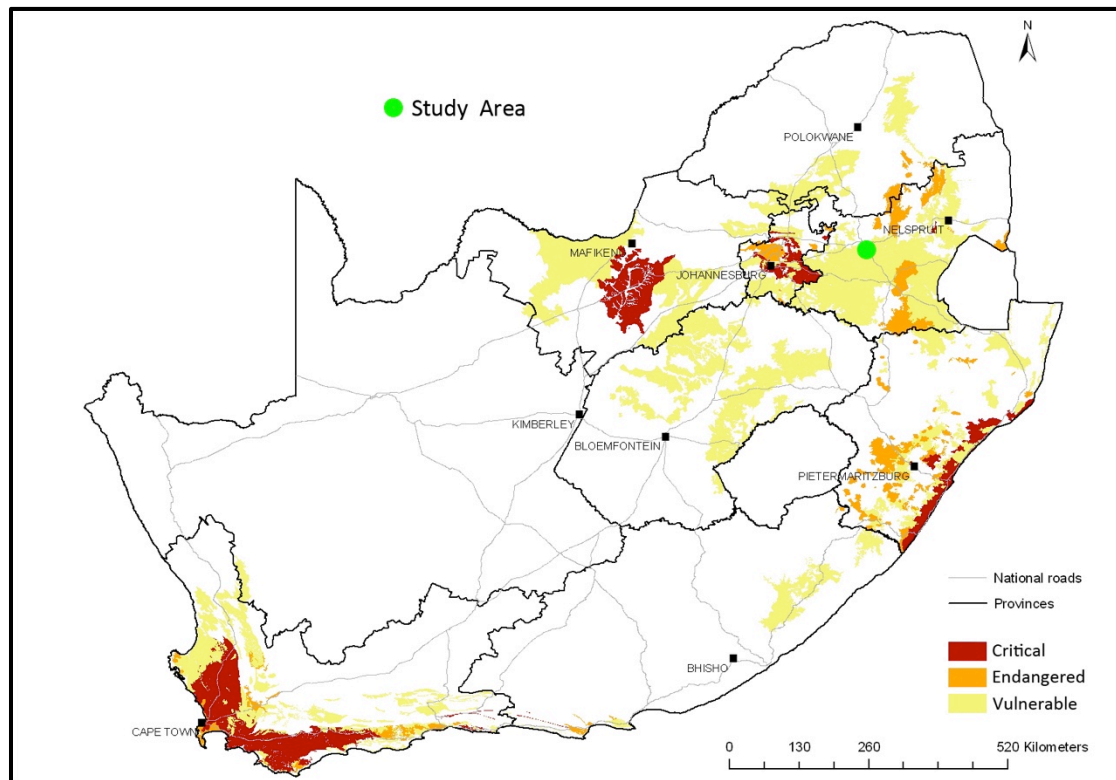 N
Study Area
POLOKWANE
NELSPRUIT
MAFIKENG
JOHANNESBURG
KIMBERLEY
BLOEMFONTEIN
PIETERMARITZBURG
National roads
Provinces
Critical
Endangered
Vulnerable
BHISHO
CAPE TOWN
0 130 260 520 Kilometers